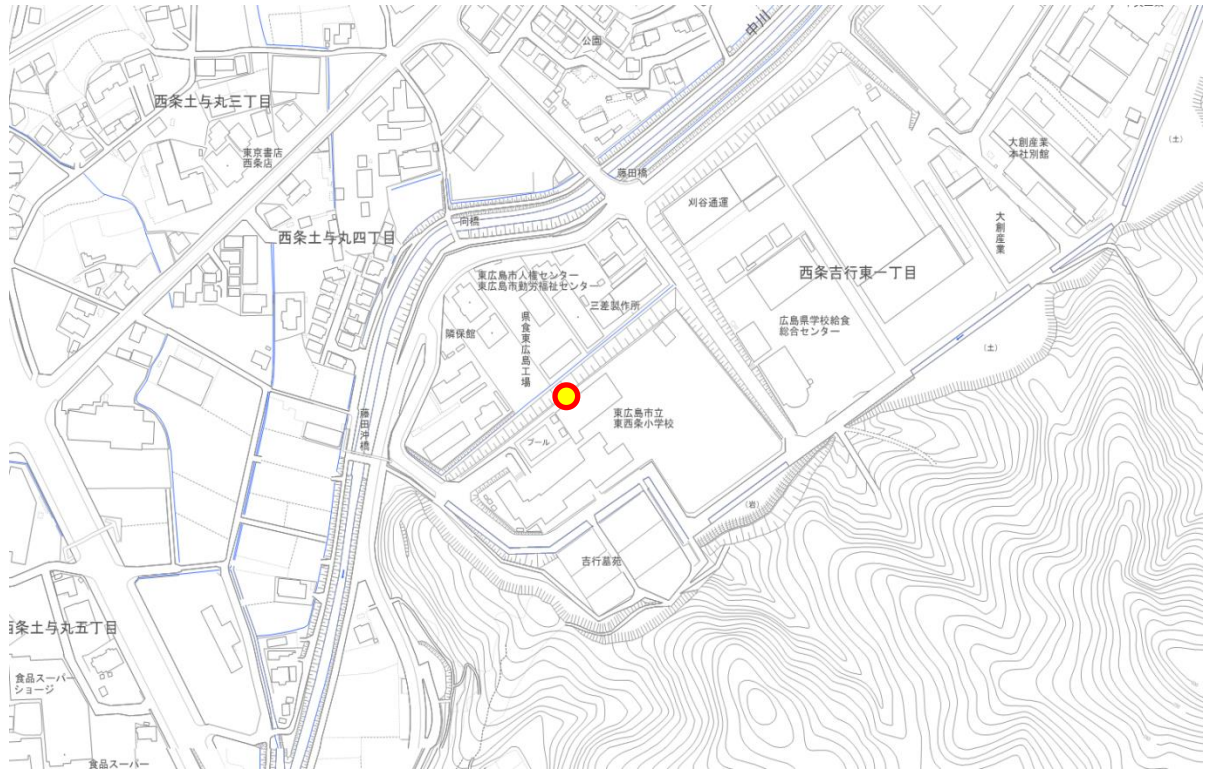 公園
中川
西条土与丸三丁目
東京書店
西条店
藤田橋
大創産業
本社別館
(土)
刈谷通運
向橋
西条土与丸四丁目
大創産業
西条吉行東一丁目
東広島市人権センター
東広島市勤労福祉センター
三差製作所
広島県学校給食
総合センター
隣保館
県食東広島工場
(土)
藤田沖橋
東広島市立
東西条小学校
プール
(岩)
吉行墓苑
条土与丸五丁目
食品スーパー
ショージ
食品スーパー